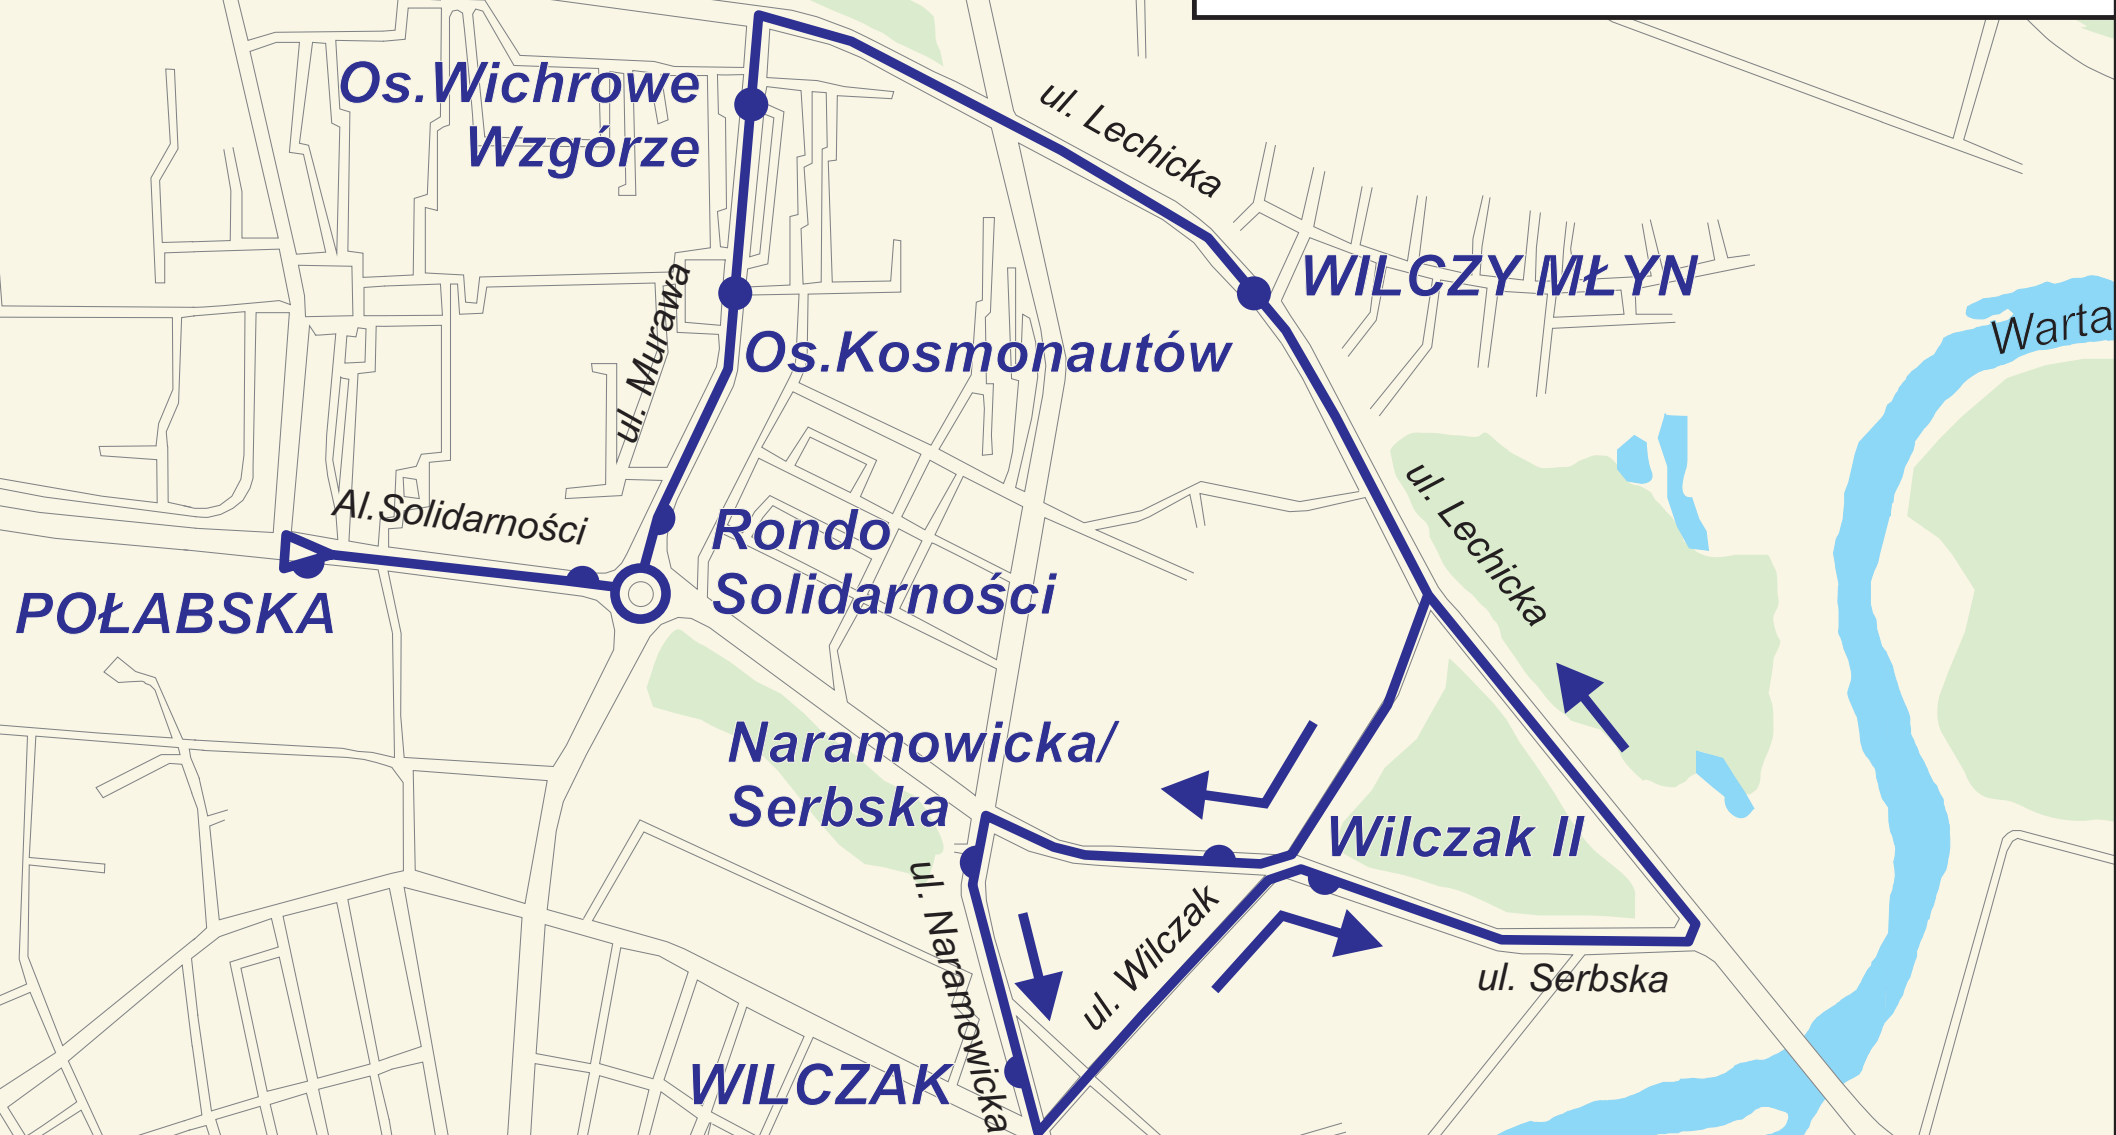 Os.Wichrowe
Wzgórze
ul. Lechicka
WILCZY MŁYN
Warta
ul. Murawa
Os.Kosmonautów
Al.Solidarności
Rondo
Solidarności
POŁABSKA
ul. Lechicka
Naramowicka/
Serbska
Wilczak II
ul. Naramowicka
ul. Wilczak
ul. Serbska
WILCZAK